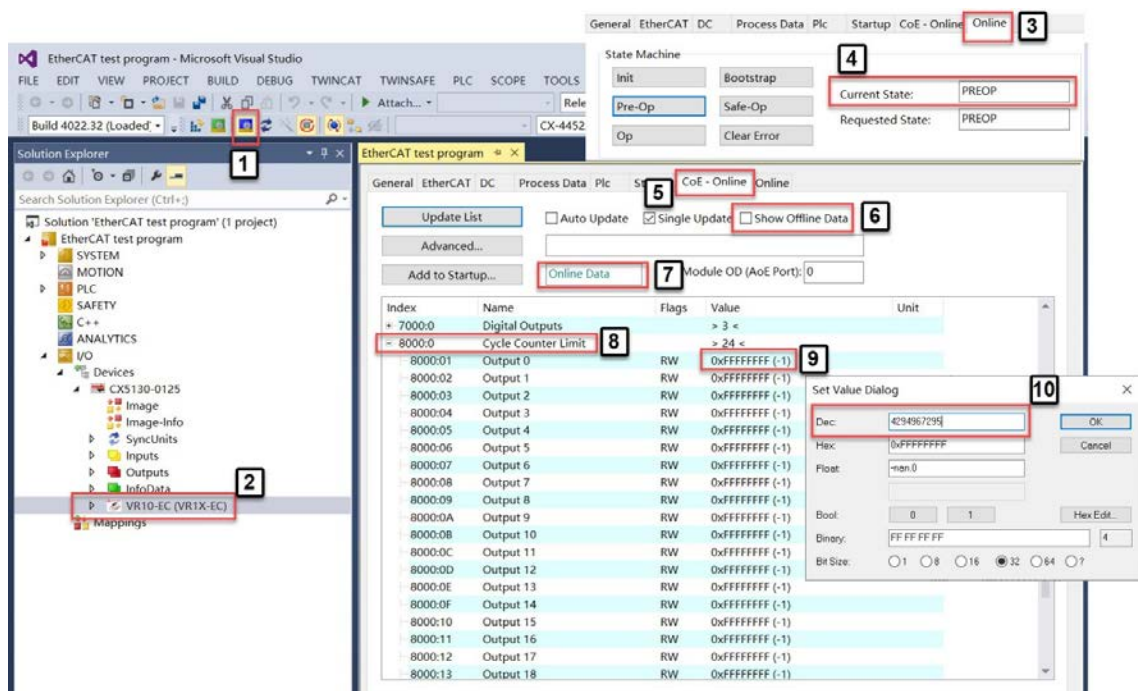 General EtherCAT DC Process Data Plc Startup CoE - Online Online 3
State Machine
4
Init Bootstrap
Current State: PREOP
Pre-Op Safe-Op
Requested State: PREOP
Op Clear Error
EtherCAT test program - Microsoft Visual Studio
FILE EDIT VIEW PROJECT BUILD DEBUG TWINCAT TWINSAFE PLC SCOPE TOOLS
Attach... Rele
Build 4022.32 (Loaded) CX-4452
1
Solution Explorer
Search Solution Explorer (Ctrl+;)
Solution 'EtherCAT test program' (1 project)
EtherCAT test program
SYSTEM
MOTION
PLC
SAFETY
C++
ANALYTICS
I/O
Devices
CX5130-0125
Image
Image-Info
SyncUnits
Inputs
Outputs
InfoData
2
VR10-EC (VR1X-EC)
Mappings
EtherCAT test program
General EtherCAT DC Process Data Plc CoE - Online Online
5
Update List Auto Update Single Update Show Offline Data 6
Advanced...
Add to Startup... Online Data 7 Module OD (AoE Port): 0
Index Name Flags Value Unit
7000:0 Digital Outputs > 3 <
8000:0 Cycle Counter Limit 8 > 24 <
8000:01 Output 0 RW 0xFFFFFFFF (-1) 9
8000:02 Output 1 RW 0xFFFFFFFF (-1)
8000:03 Output 2 RW 0xFFFFFFFF (-1)
8000:04 Output 3 RW 0xFFFFFFFF (-1)
8000:05 Output 4 RW 0xFFFFFFFF (-1)
8000:06 Output 5 RW 0xFFFFFFFF (-1)
8000:07 Output 6 RW 0xFFFFFFFF (-1)
8000:08 Output 7 RW 0xFFFFFFFF (-1)
8000:09 Output 8 RW 0xFFFFFFFF (-1)
8000:0A Output 9 RW 0xFFFFFFFF (-1)
8000:0B Output 10 RW 0xFFFFFFFF (-1)
8000:0C Output 11 RW 0xFFFFFFFF (-1)
8000:0D Output 12 RW 0xFFFFFFFF (-1)
8000:0E Output 13 RW 0xFFFFFFFF (-1)
8000:0F Output 14 RW 0xFFFFFFFF (-1)
8000:10 Output 15 RW 0xFFFFFFFF (-1)
8000:11 Output 16 RW 0xFFFFFFFF (-1)
8000:12 Output 17 RW 0xFFFFFFFF (-1)
8000:13 Output 18 RW 0xFFFFFFFF (-1)
Set Value Dialog 10
Dec: 4294967295 OK
Hex: 0xFFFFFFFF Cancel
Float: -nan.0
Bool: 0 1 Hex Edit...
Binary: FF FF FF FF 4
Bit Size: 1 8 16 32 64 ?